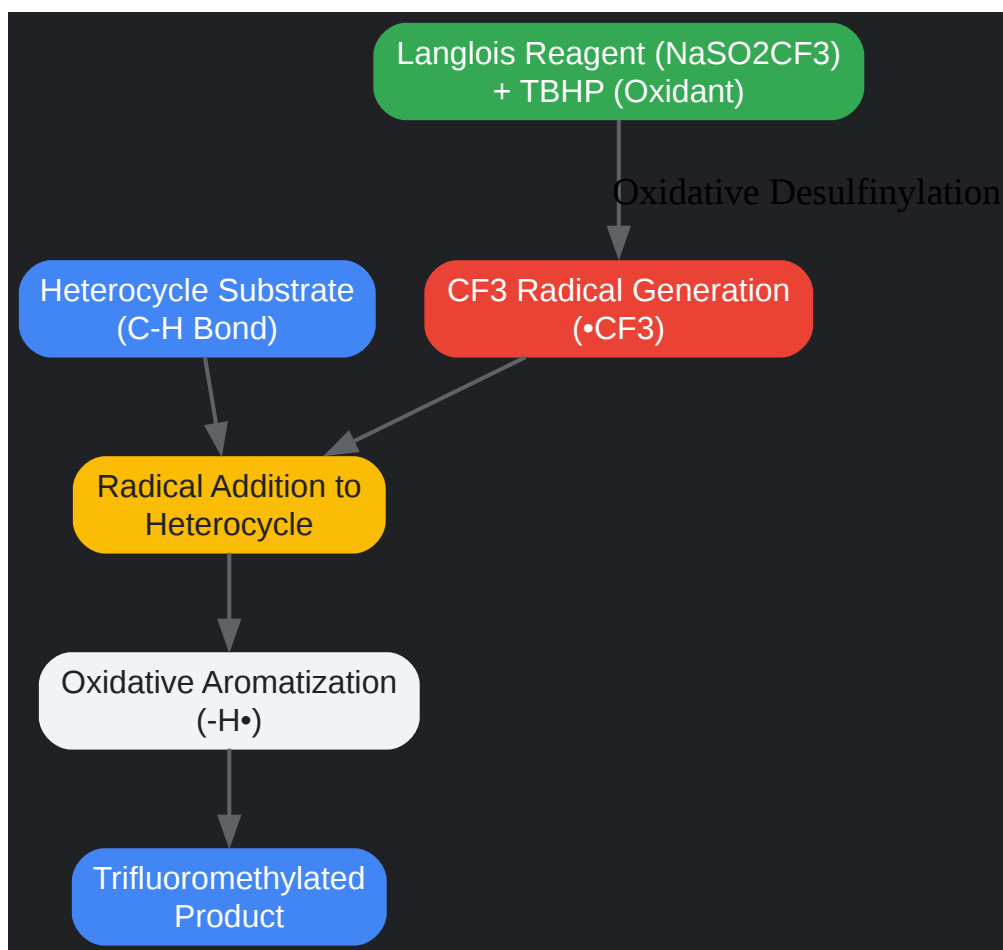 Langlois Reagent (NaSO2CF3)
+ TBHP (Oxidant)
Oxidative Desulfinylation
Heterocycle Substrate
(C-H Bond)
CF3 Radical Generation
(•CF3)
Radical Addition to
Heterocycle
Oxidative Aromatization
(-H•)
Trifluoromethylated
Product